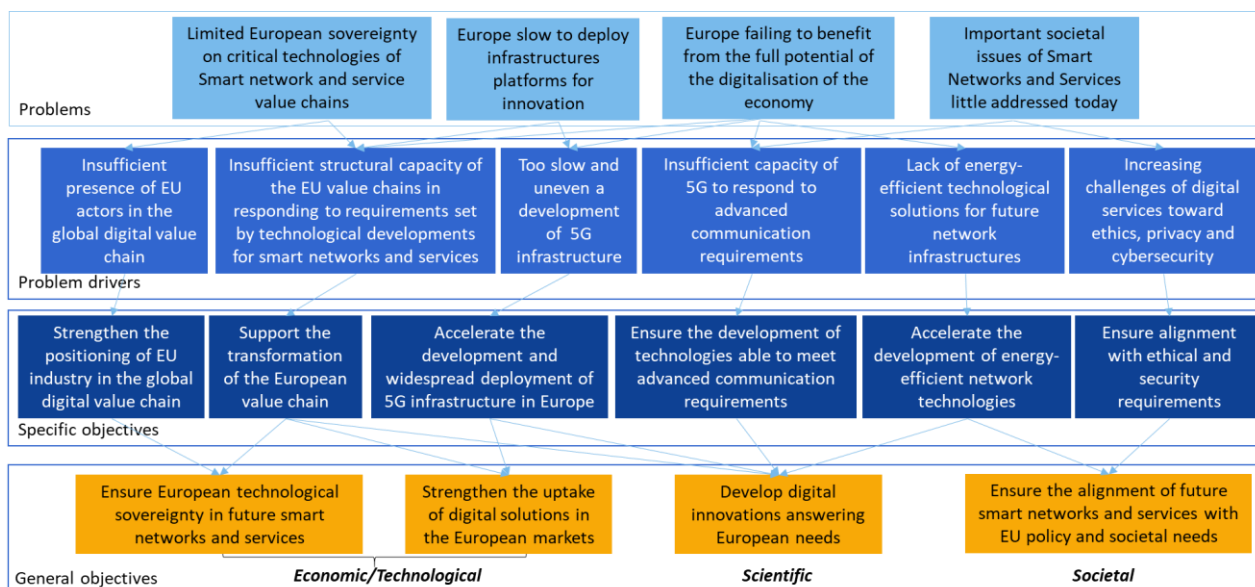 Limited European sovereignty
on critical technologies of
Smart network and service
value chains
Europe slow to deploy
infrastructures
platforms for
innovation
Europe failing to benefit
from the full potential of
the digitalisation of the
economy
Important societal
issues of Smart
Networks and Services
little addressed today
Problems
Insufficient
presence of EU
actors in the
global digital value
chain
Insufficient structural capacity of
the EU value chains in
responding to requirements set
by technological developments
for smart networks and services
Too slow and
uneven a
development
of 5G
infrastructure
Insufficient capacity of
5G to respond to
advanced
communication
requirements
Lack of energy-
efficient technological
solutions for future
network
infrastructures
Increasing
challenges of digital
services toward
ethics, privacy and
cybersecurity
Problem drivers
Strengthen the
positioning of EU
industry in the global
digital value chain
Support the
transformation
of the European
value chain
Accelerate the
development and
widespread deployment of
5G infrastructure in Europe
Ensure the development of
technologies able to meet
advanced communication
requirements
Accelerate the
development of energy-
efficient network
technologies
Ensure alignment
with ethical and
security
requirements
Specific objectives
Ensure European technological
sovereignty in future smart
networks and services
Strengthen the uptake
of digital solutions in
the European markets
Develop digital
innovations answering
European needs
Ensure the alignment of future
smart networks and services with
EU policy and societal needs
General objectives
Economic/Technological
Scientific
Societal